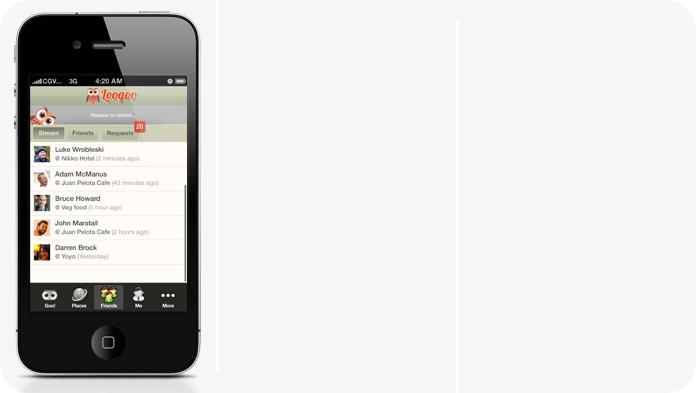 CGV... 3G 4:20 AM
Loogoo
Release to refresh...
Stream Friends Requests 20
Luke Wrobleski
@ Nikko Hotel (2 minutes ago)
Adam McManus
@ Juan Pelota Cafe (43 minutes ago)
Bruce Howard
@ Veg food (1 hour ago)
John Marstall
@ Juan Pelota Cafe (2 hours ago)
Darren Brock
@ Yoyo (Yesterday)
Goo! Places Friends Me More